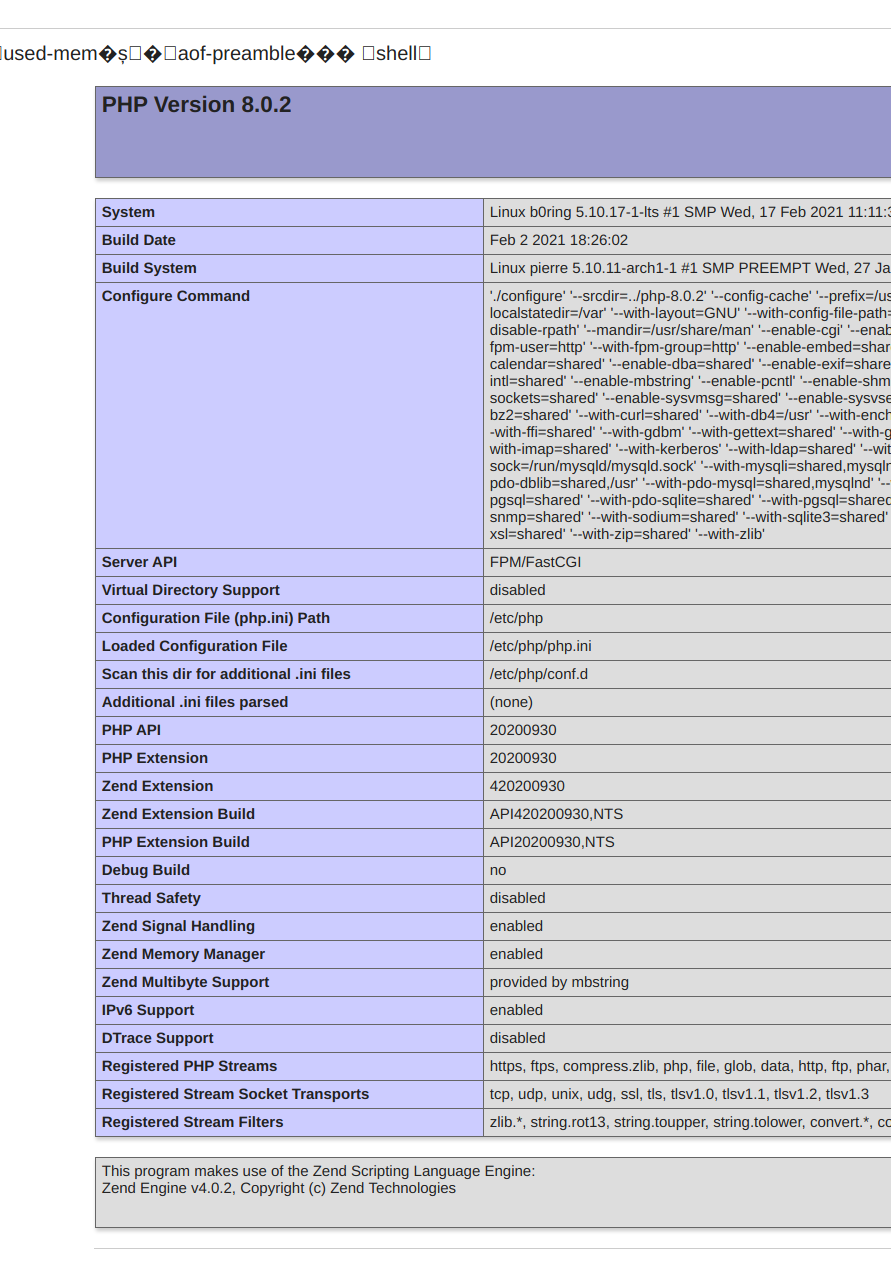 used-mem�ș�aof-preamble��� shell
PHP Version 8.0.2
System Linux b0ring 5.10.17-1-lts #1 SMP Wed, 17 Feb 2021 11:11:3
Build Date Feb 2 2021 18:26:02
Build System Linux pierre 5.10.11-arch1-1 #1 SMP PREEMPT Wed, 27 Ja
Configure Command './configure' '--srcdir=../php-8.0.2' '--config-cache' '--prefix=/us
localstatedir=/var' '--with-layout=GNU' '--with-config-file-path=
disable-rpath' '--mandir=/usr/share/man' '--enable-cgi' '--enab
fpm-user=http' '--with-fpm-group=http' '--enable-embed=shar
calendar=shared' '--enable-dba=shared' '--enable-exif=share
intl=shared' '--enable-mbstring' '--enable-pcntl' '--enable-shm
sockets=shared' '--enable-sysvmsg=shared' '--enable-sysvse
bz2=shared' '--with-curl=shared' '--with-db4=/usr' '--with-ench
-with-ffi=shared' '--with-gdbm' '--with-gettext=shared' '--with-g
with-imap=shared' '--with-kerberos' '--with-ldap=shared' '--wit
sock=/run/mysqld/mysqld.sock' '--with-mysqli=shared,mysqln
pdo-dblib=shared,/usr' '--with-pdo-mysql=shared,mysqlnd' '--
pgsql=shared' '--with-pdo-sqlite=shared' '--with-pgsql=shared
snmp=shared' '--with-sodium=shared' '--with-sqlite3=shared'
xsl=shared' '--with-zip=shared' '--with-zlib'
Server API FPM/FastCGI
Virtual Directory Support disabled
Configuration File (php.ini) Path /etc/php
Loaded Configuration File /etc/php/php.ini
Scan this dir for additional .ini files /etc/php/conf.d
Additional .ini files parsed (none)
PHP API 20200930
PHP Extension 20200930
Zend Extension 420200930
Zend Extension Build API420200930,NTS
PHP Extension Build API20200930,NTS
Debug Build no
Thread Safety disabled
Zend Signal Handling enabled
Zend Memory Manager enabled
Zend Multibyte Support provided by mbstring
IPv6 Support enabled
DTrace Support disabled
Registered PHP Streams https, ftps, compress.zlib, php, file, glob, data, http, ftp, phar,
Registered Stream Socket Transports tcp, udp, unix, udg, ssl, tls, tlsv1.0, tlsv1.1, tlsv1.2, tlsv1.3
Registered Stream Filters zlib.*, string.rot13, string.toupper, string.tolower, convert.*, co
This program makes use of the Zend Scripting Language Engine:
Zend Engine v4.0.2, Copyright (c) Zend Technologies